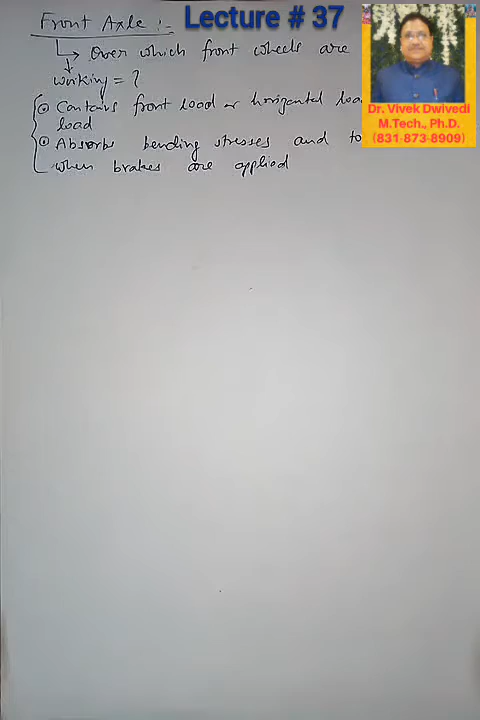 Front Axle :-
Lecture # 37
↳ Over which front wheels are
working = ?
Contains front load & horizontal loa
load
Absorbs bending stresses and to
when brakes are applied
Dr. Vivek Dwivedi
M.Tech., Ph.D.
(831-873-8909)